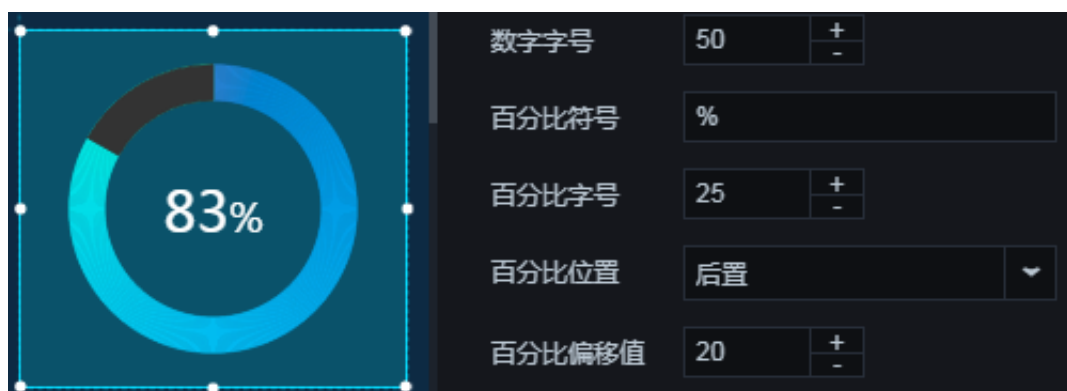 83%
数字字号 50 + -
百分比符号 %
百分比字号 25 + -
百分比位置 后置
百分比偏移值 20 + -